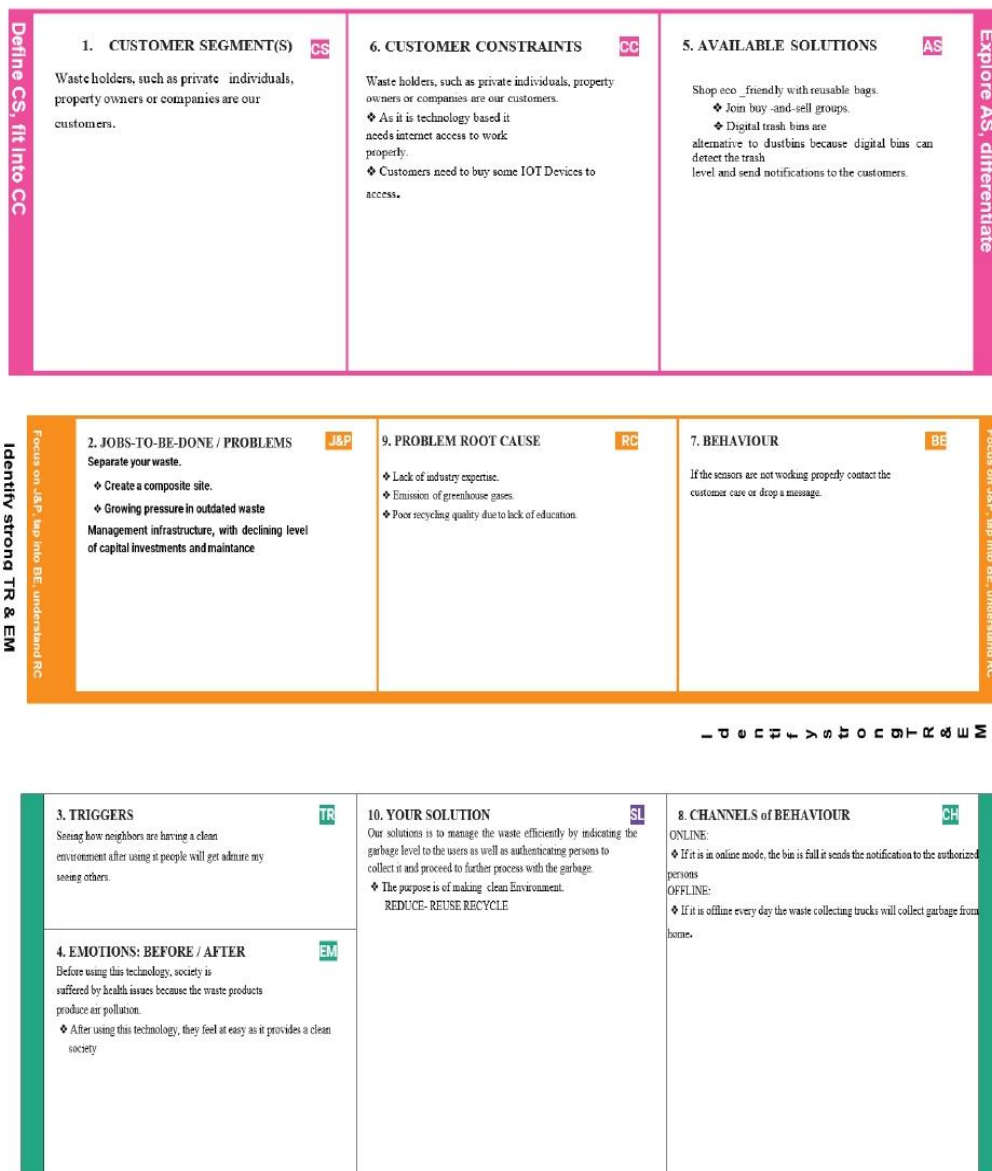 Define CS, fit into CC
1. CUSTOMER SEGMENT(S)
CS
Waste holders, such as private individuals,
property owners or companies are our
customers.
6. CUSTOMER CONSTRAINTS
CC
Waste holders, such as private individuals, property
owners or companies are our customers.
❖ As it is technology based it
needs internet access to work
properly.
❖ Customers need to buy some IOT Devices to
access.
5. AVAILABLE SOLUTIONS
AS
Shop eco _friendly with reusable bags.
❖ Join buy -and-sell groups.
❖ Digital trash bins are
alternative to dustbins because digital bins can
detect the trash
level and send notifications to the customers.
Explore AS, differentiate
Identify strong TR & EM
Focus on J&P, tap into BE, understand RC
2. JOBS-TO-BE-DONE / PROBLEMS
J&P
Separate your waste.
❖ Create a composite site.
❖ Growing pressure in outdated waste
Management infrastructure, with declining level
of capital investments and maintance
9. PROBLEM ROOT CAUSE
RC
❖ Lack of industry expertise.
❖ Emission of greenhouse gases.
❖ Poor recycling quality due to lack of education.
7. BEHAVIOUR
BE
If the sensors are not working properly contact the
customer care or drop a message.
Focus on J&P, tap into BE, understand RC
IdentifystrongTR&EM
3. TRIGGERS
TR
Seeing how neighbors are having a clean
environment after using it people will get admire my
seeing others.
4. EMOTIONS: BEFORE / AFTER
EM
Before using this technology, society is
suffered by health issues because the waste products
produce air pollution.
❖ After using this technology, they feel at easy as it provides a clean
society
10. YOUR SOLUTION
SL
Our solutions is to manage the waste efficiently by indicating the
garbage level to the users as well as authenticating persons to
collect it and proceed to further process with the garbage.
❖ The purpose is of making clean Environment.
REDUCE- REUSE RECYCLE
8. CHANNELS of BEHAVIOUR
CH
ONLINE:
❖ If it is in online mode, the bin is full it sends the notification to the authorized
persons
OFFLINE:
❖ If it is offline every day the waste collecting trucks will collect garbage from
home.